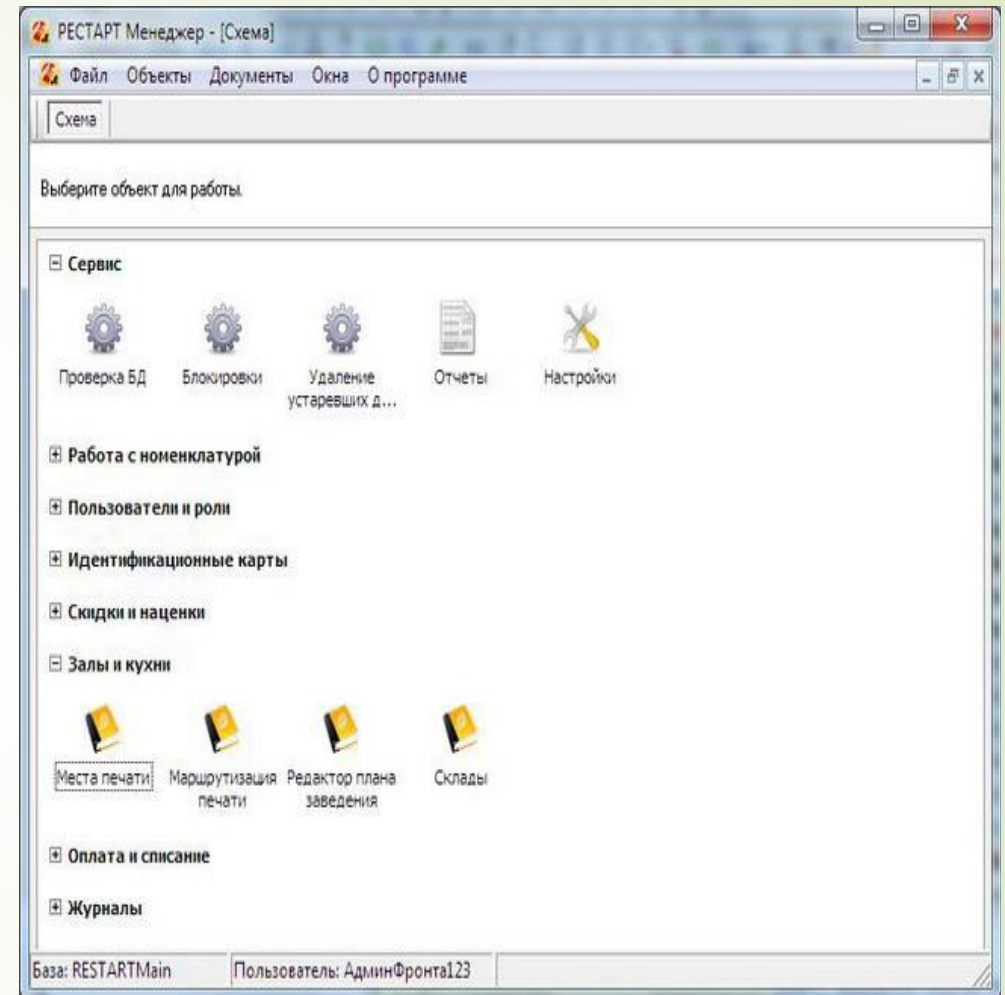 РЕСТАРТ Менеджер - [Схема]
Файл Объекты Документы Окна О программе
Схема
Выберите объект для работы.
Сервис
Проверка БД Блокировки Удаление устаревших д... Отчеты Настройки
Работа с номенклатурой
Пользователи и роли
Идентификационные карты
Скидки и наценки
Залы и кухни
Места печати Маршрутизация печати Редактор плана заведения Склады
Оплата и списание
Журналы
База: RESTARTMain Пользователь: АдминФронта123